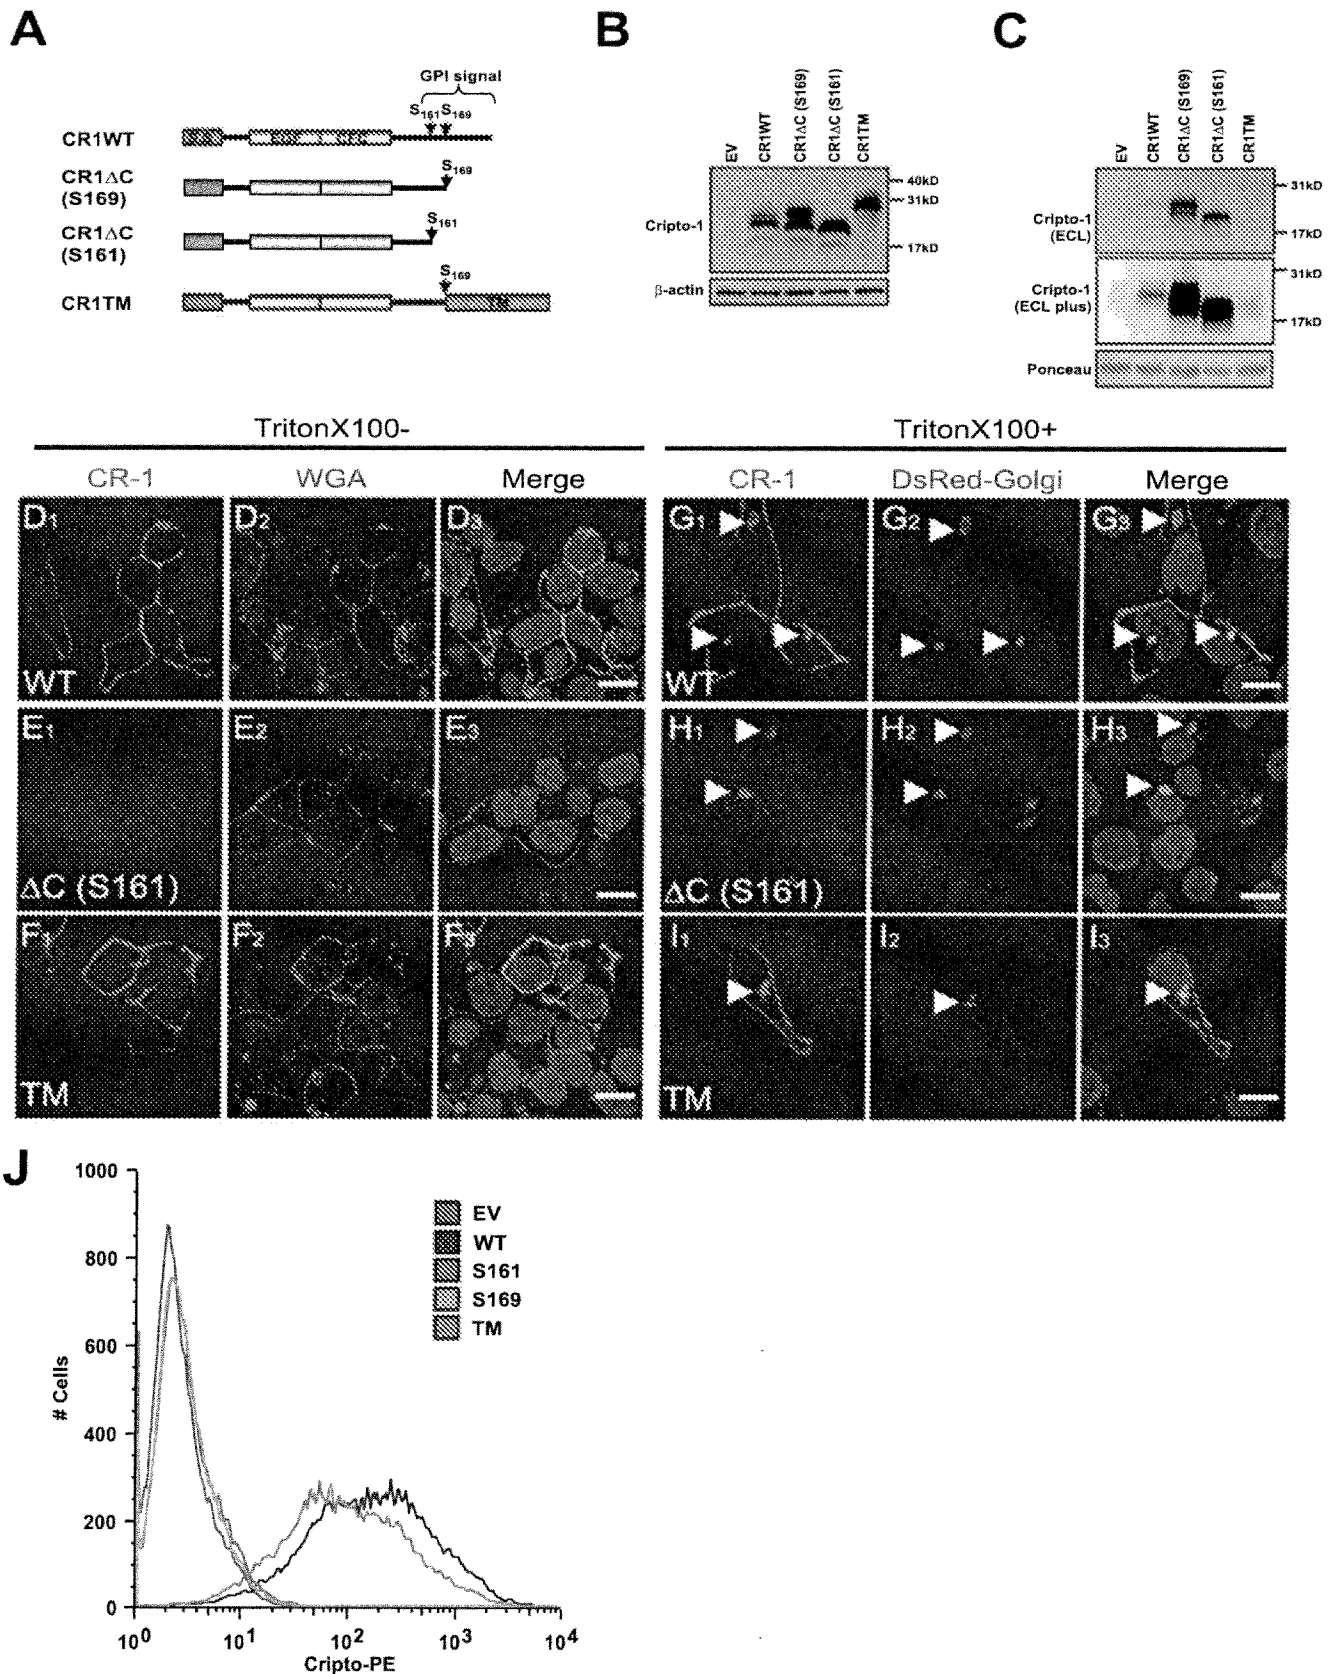 A
GPI signal
S161 S169
CR1WT
CR1ΔC
(S169)
S169
CR1ΔC
(S161)
S161
CR1TM
S169
TM
B
EV
CR1WT
CR1ΔC (S169)
CR1ΔC (S161)
CR1TM
40kD
31kD
Cripto-1
17kD
β-actin
C
EV
CR1WT
CR1ΔC (S169)
CR1ΔC (S161)
CR1TM
31kD
Cripto-1
(ECL)
17kD
31kD
Cripto-1
(ECL plus)
17kD
Ponceau
TritonX100-
TritonX100+
CR-1 WGA Merge
CR-1 DsRed-Golgi Merge
D1 D2 D3
WT
G1 G2 G3
WT
E1 E2 E3
ΔC (S161)
H1 H2 H3
ΔC (S161)
F1 F2 F3
TM
I1 I2 I3
TM
J
1000
800
600
400
200
0
# Cells
EV
WT
S161
S169
TM
10^0 10^1 10^2 10^3 10^4
Cripto-PE